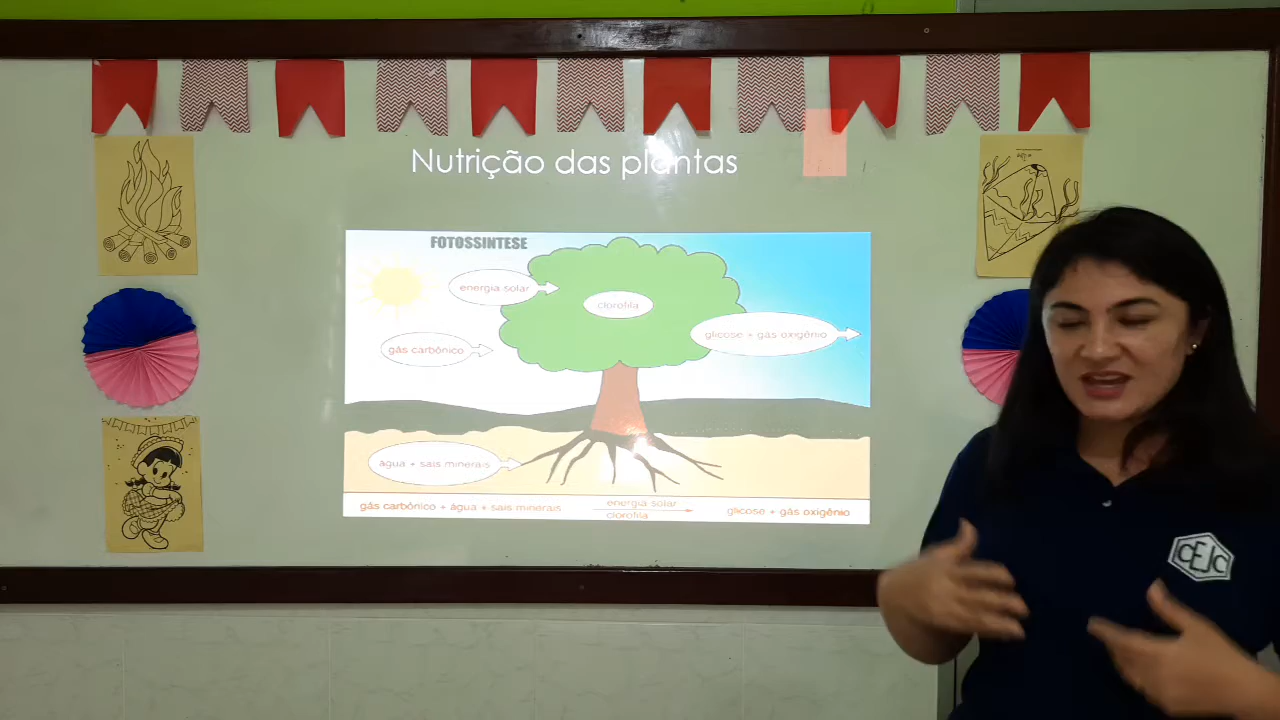 Nutrição das plantas
FOTOSSINTESE
energia solar
clorofila
glicose + gás oxigênio
gás carbônico
água + sais minerais
gás carbônico + água + sais minerais
energia solar
clorofila
glicose + gás oxigênio
CEJC